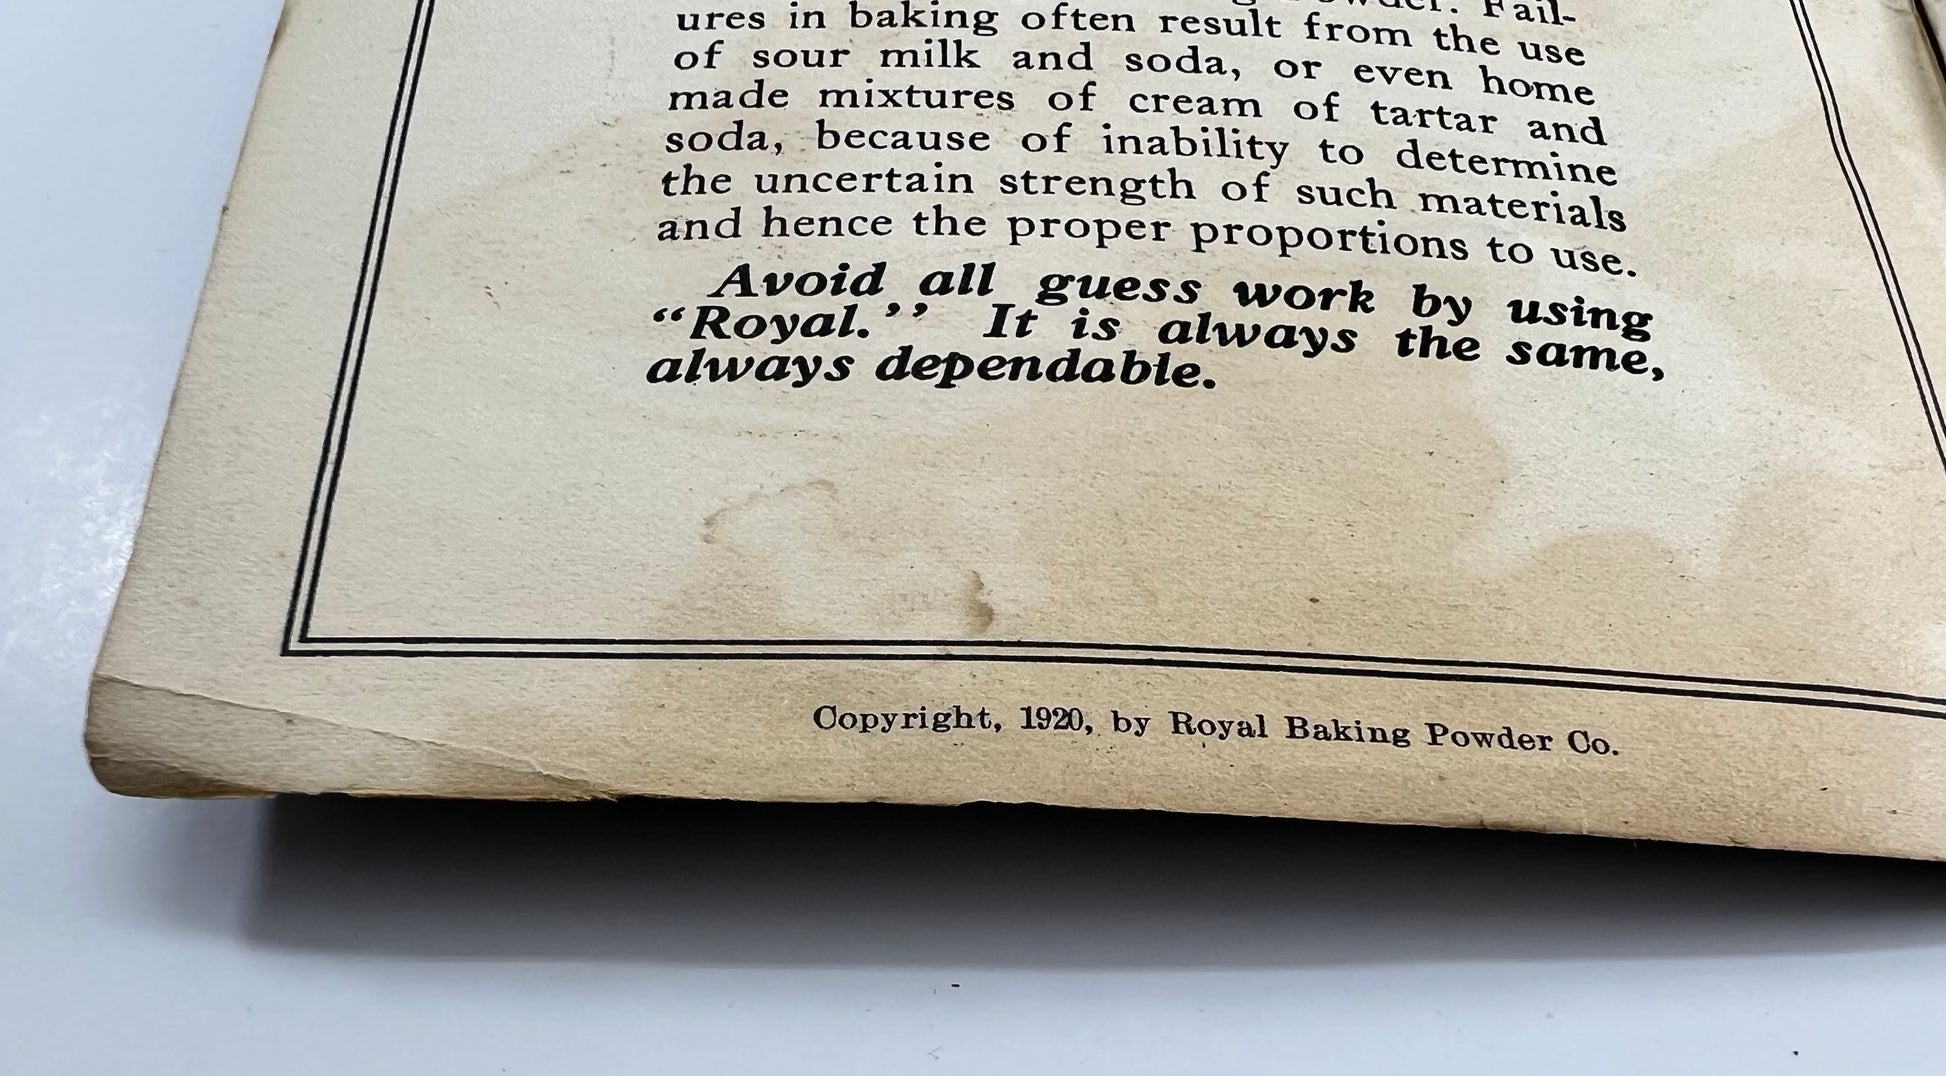 Fail-
ures in baking often result from the use
of sour milk and soda, or even home
made mixtures of cream of tartar and
soda, because of inability to determine
the uncertain strength of such materials
and hence the proper proportions to use.
Avoid all guess work by using
“Royal.” It is always the same,
always dependable.
Copyright, 1920, by Royal Baking Powder Co.